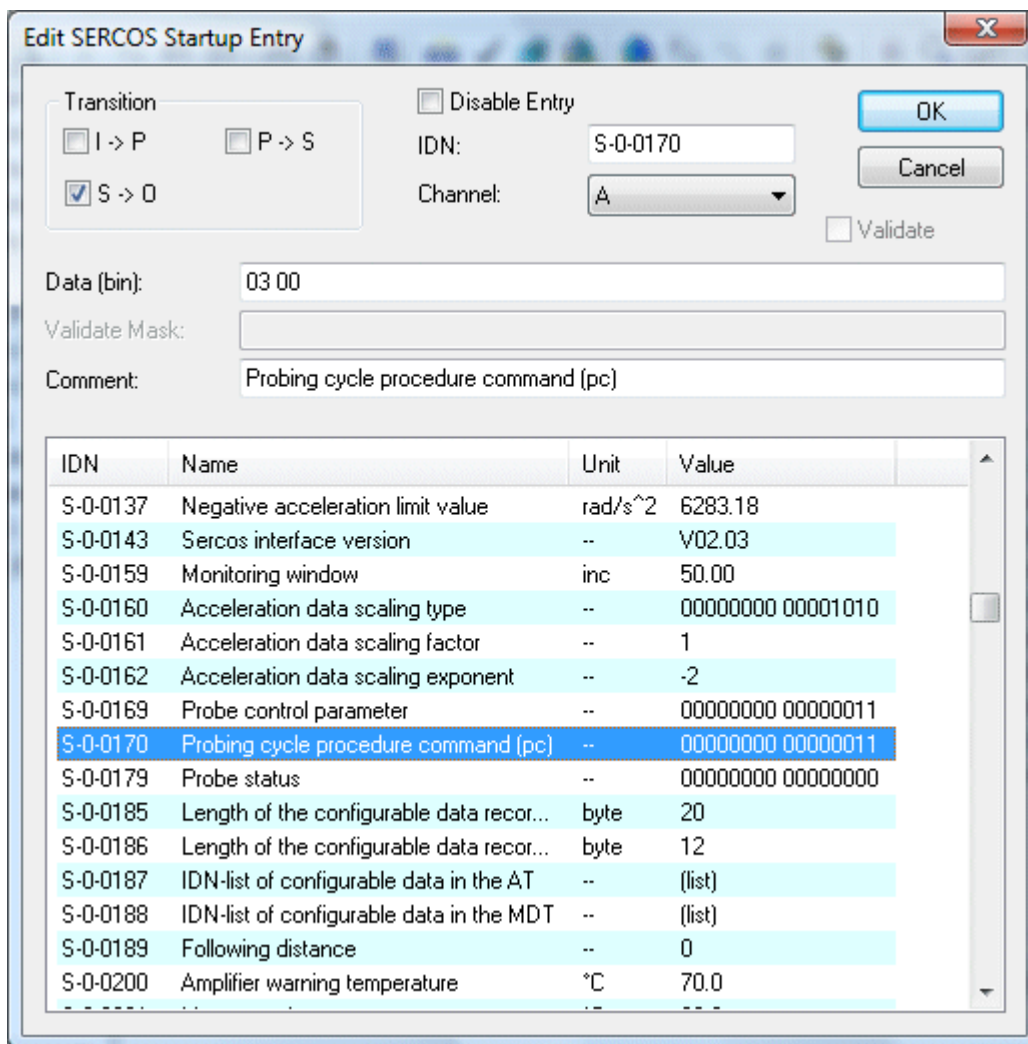 Edit SERCOS Startup Entry
Transition
I -> P
P -> S
S -> O
Disable Entry
IDN: S-0-0170
Channel: A
OK
Cancel
Validate
Data (bin): 03 00
Validate Mask:
Comment: Probing cycle procedure command (pc)
IDN Name Unit Value
S-0-0137 Negative acceleration limit value rad/s^2 6283.18
S-0-0143 Sercos interface version -- V02.03
S-0-0159 Monitoring window inc 50.00
S-0-0160 Acceleration data scaling type -- 00000000 00001010
S-0-0161 Acceleration data scaling factor -- 1
S-0-0162 Acceleration data scaling exponent -- -2
S-0-0169 Probe control parameter -- 00000000 00000011
S-0-0170 Probing cycle procedure command (pc) -- 00000000 00000011
S-0-0179 Probe status -- 00000000 00000000
S-0-0185 Length of the configurable data recor... byte 20
S-0-0186 Length of the configurable data recor... byte 12
S-0-0187 IDN-list of configurable data in the AT -- (list)
S-0-0188 IDN-list of configurable data in the MDT -- (list)
S-0-0189 Following distance -- 0
S-0-0200 Amplifier warning temperature °C 70.0